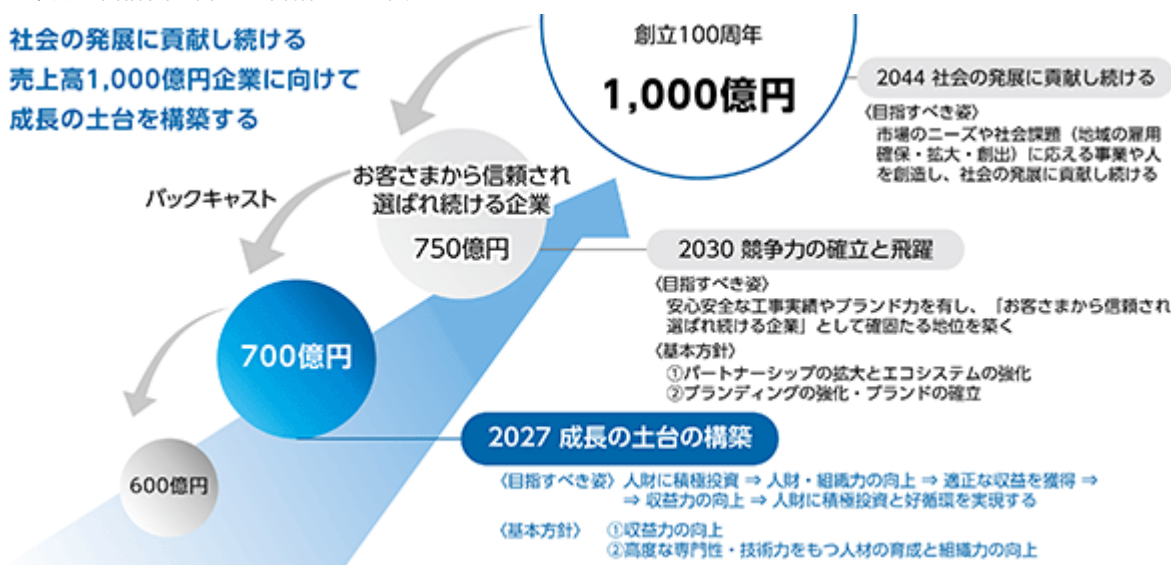 社会の発展に貢献し続ける
売上高1,000億円企業に向けて
成長の土台を構築する
創立100周年
1,000億円
2044 社会の発展に貢献し続ける
〈目指すべき姿〉
市場のニーズや社会課題（地域の雇用
確保・拡大・創出）に応える事業や人
を創造し、社会の発展に貢献し続ける
バックキャスト
お客さまから信頼され
選ばれ続ける企業
750億円
2030 競争力の確立と飛躍
〈目指すべき姿〉
安心安全な工事実績やブランド力を有し、「お客さまから信頼され
選ばれ続ける企業」として確固たる地位を築く
〈基本方針〉
①パートナーシップの拡大とエコシステムの強化
②ブランディングの強化・ブランドの確立
700億円
2027 成長の土台の構築
〈目指すべき姿〉人財に積極投資 ⇒ 人財・組織力の向上 ⇒ 適正な収益を獲得 ⇒
⇒ 収益力の向上 ⇒ 人財に積極投資と好循環を実現する
〈基本方針〉 ①収益力の向上
②高度な専門性・技術力をもつ人材の育成と組織力の向上
600億円